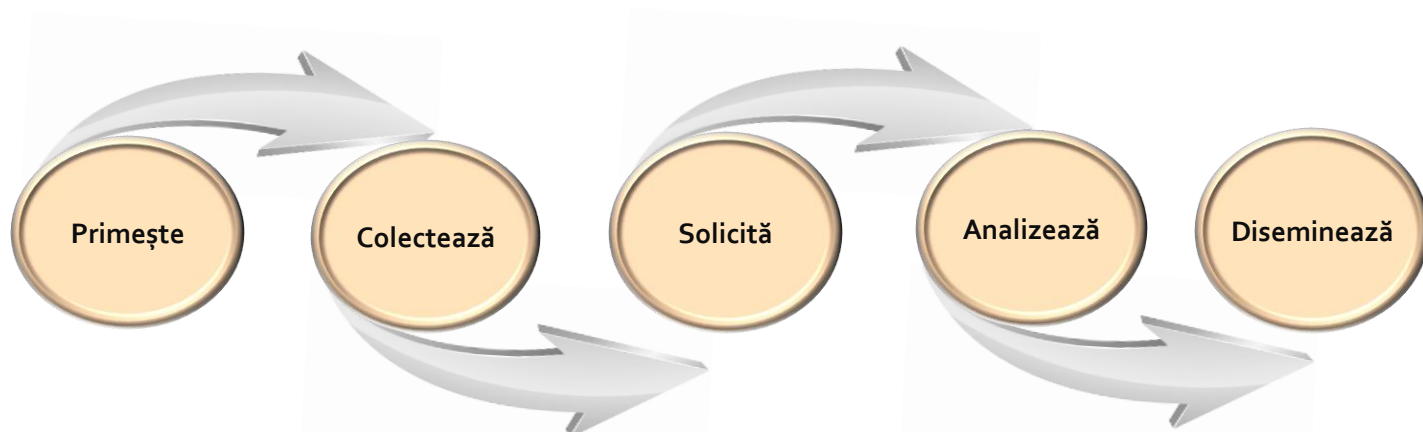 Primește
Colectează
Solicită
Analizează
Diseminează